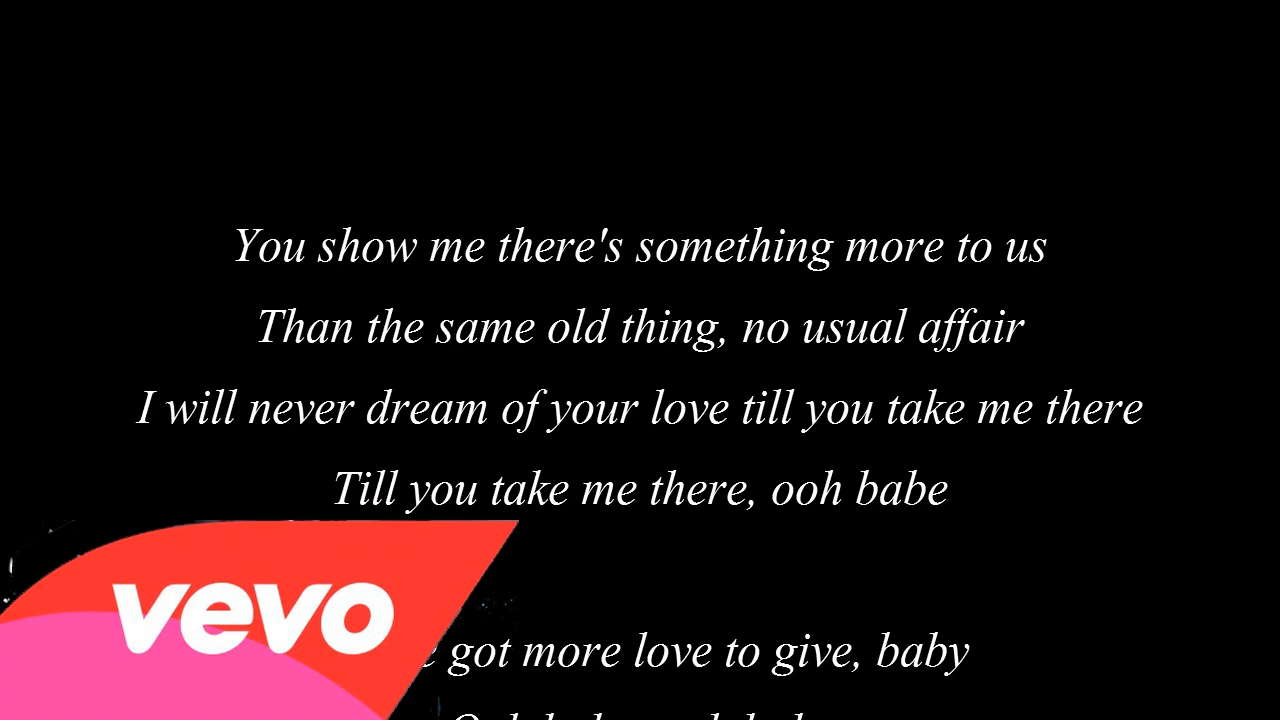 You show me there's something more to us
Than the same old thing, no usual affair
I will never dream of your love till you take me there
Till you take me there, ooh babe
vevo
got more love to give, baby